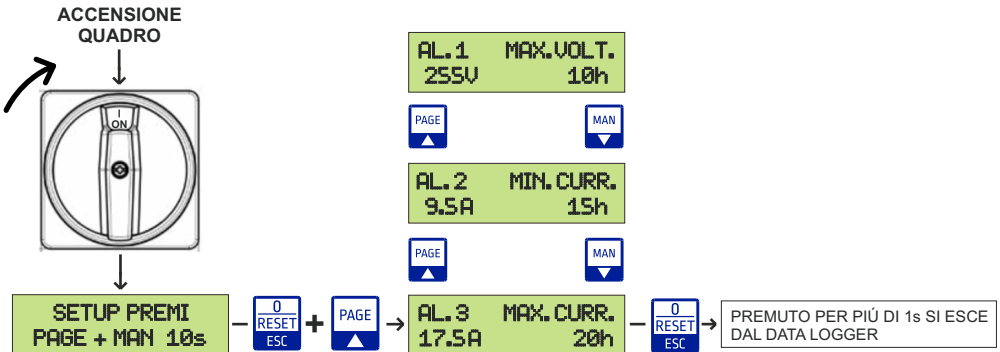 ACCENSIONE
QUADRO
I
ON
AL.1 MAX.VOLT.
255V 10h
PAGE
MAN
AL.2 MIN.CURR.
9.5A 15h
PAGE
MAN
SETUP PREMI
PAGE + MAN 10s
–
0
RESET
ESC
+
PAGE
AL.3 MAX.CURR.
17.5A 20h
–
0
RESET
ESC
PREMUTO PER PIÚ DI 1s SI ESCE
DAL DATA LOGGER